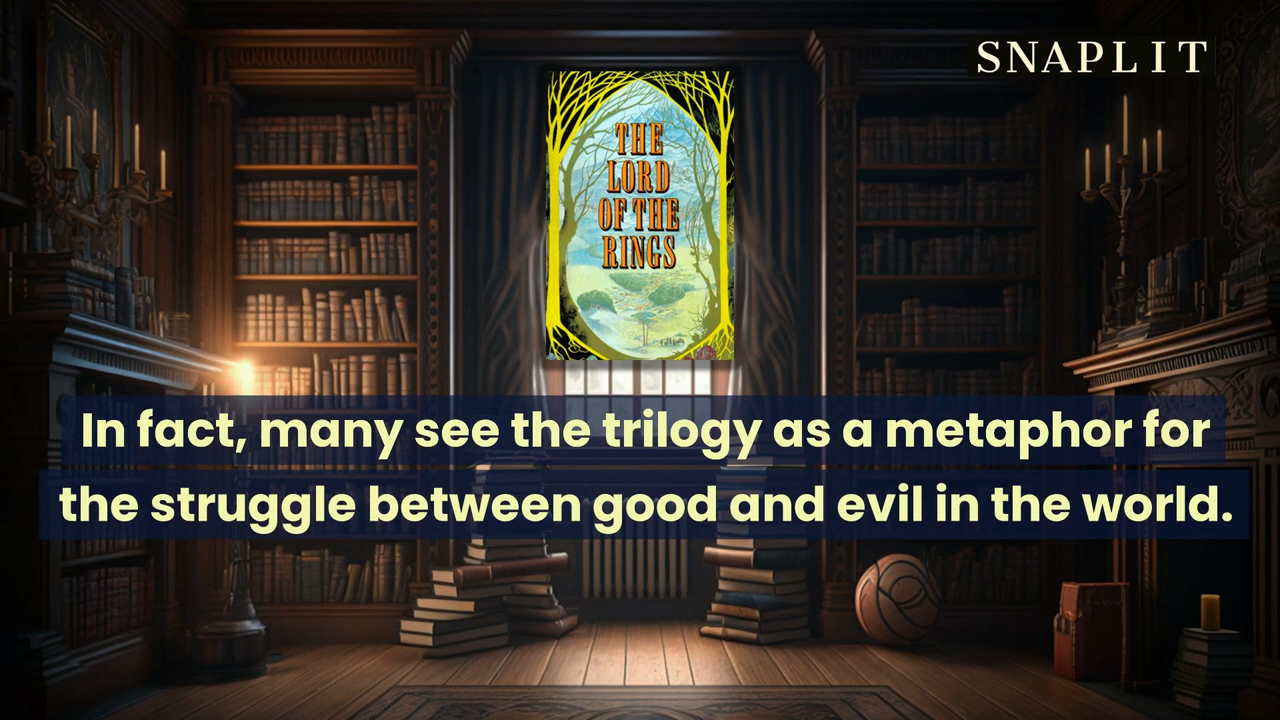 SNAPLIT
THE
LORD
OF THE
RINGS
In fact, many see the trilogy as a metaphor for
the struggle between good and evil in the world.